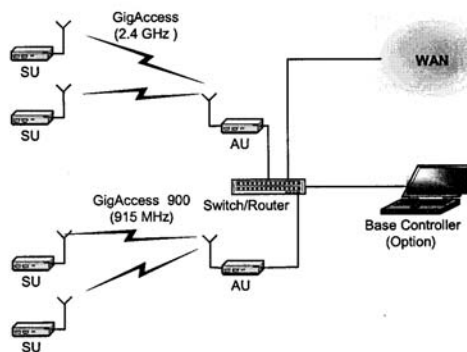 GigAccess
(2.4 GHz )
SU
SU
AU
WAN
Switch/Router
Base Controller
(Option)
GigAccess 900
(915 MHz)
SU
SU
AU